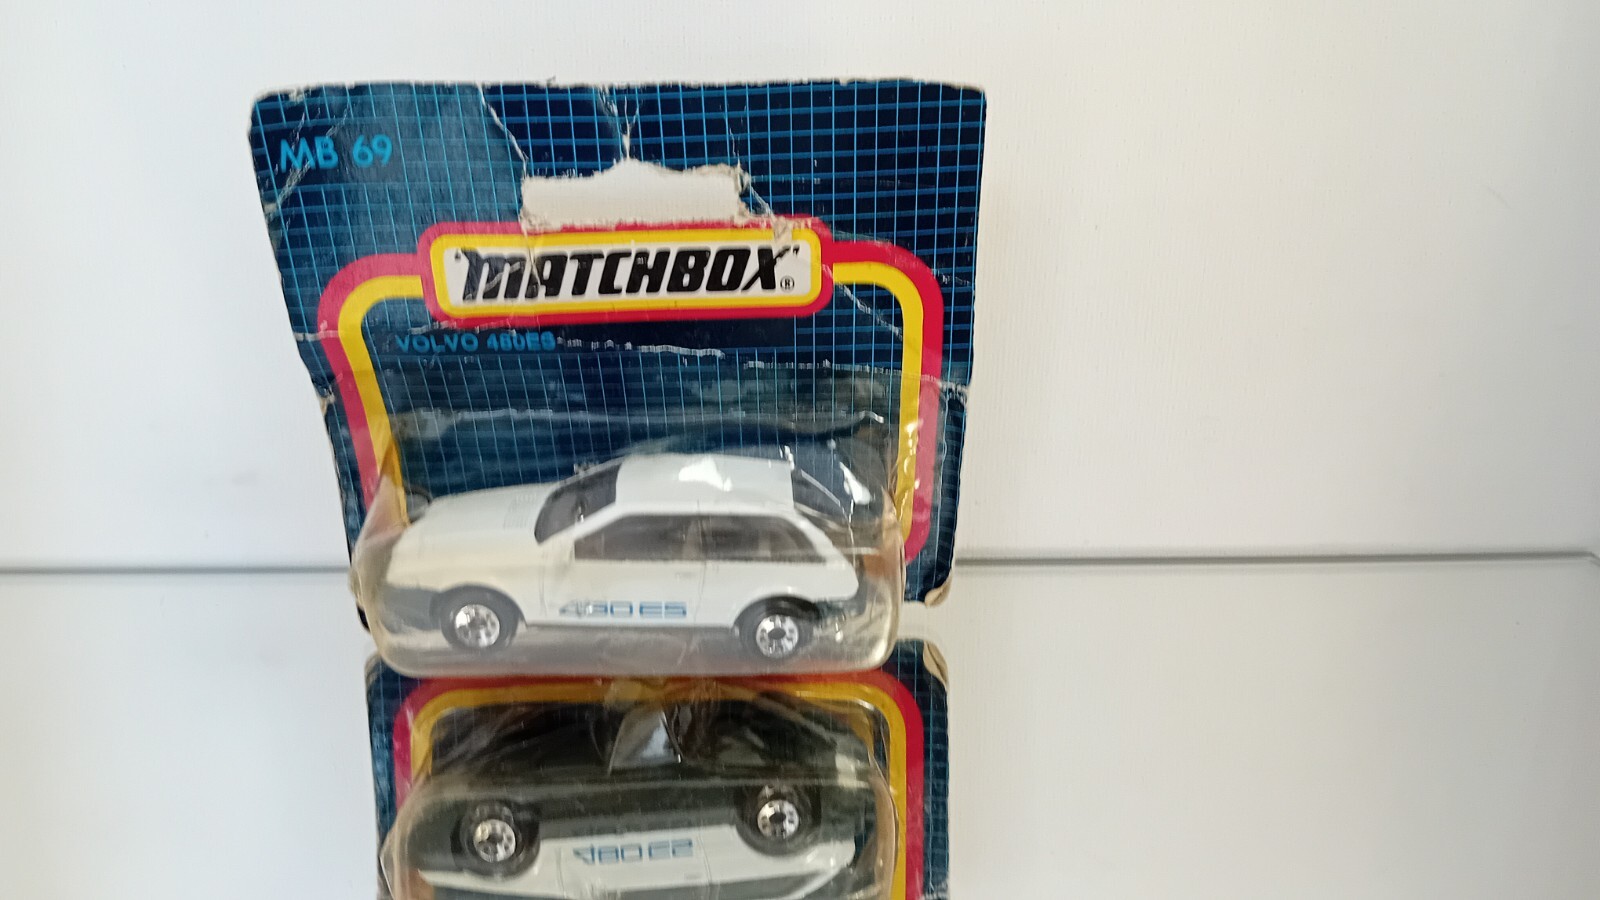 MB 69
"MATCHBOX"®
VOLVO 480ES
480 ES